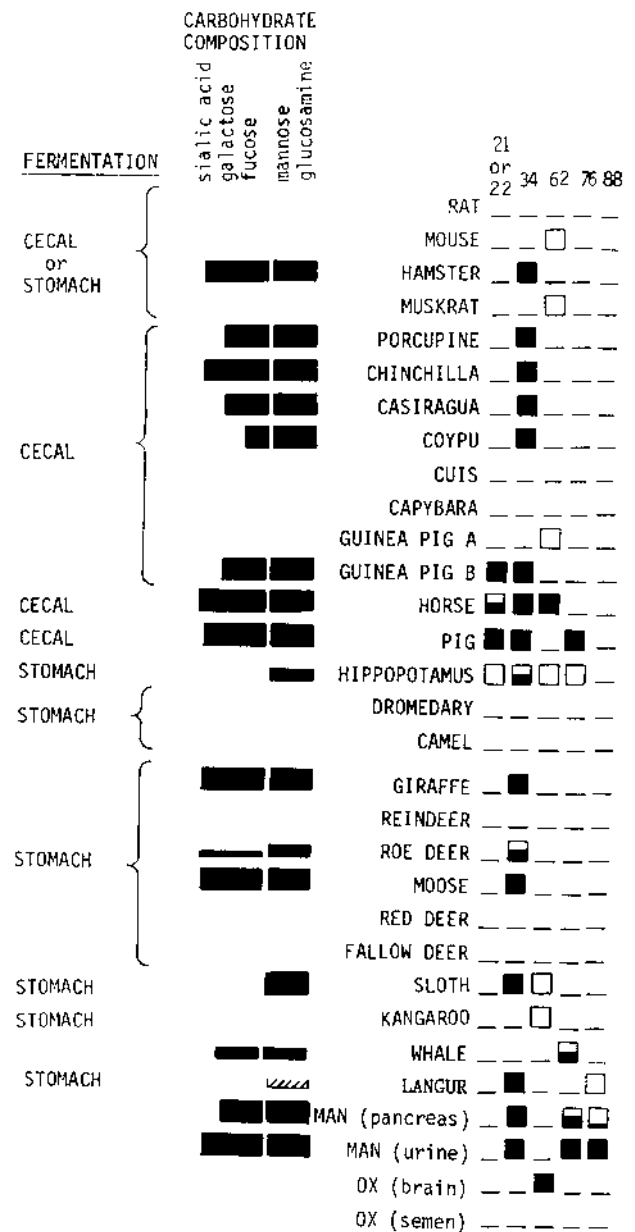 CARBOHYDRATE
COMPOSITION
sialic acid
galactose
fucose
mannose
glucosamine
FERMENTATION
21
or
22 34 62 76 88
RAT
MOUSE
HAMSTER
MUSKRAT
CECAL
or
STOMACH
PORCUPINE
CHINCHILLA
CASIRAGUA
COYPU
CUIS
CAPYBARA
GUINEA PIG A
GUINEA PIG B
CECAL
CECAL HORSE
CECAL PIG
STOMACH HIPPOPOTAMUS
STOMACH
DROMEDARY
CAMEL
GIRAFFE
REINDEER
ROE DEER
MOOSE
RED DEER
FALLOW DEER
STOMACH
STOMACH SLOTH
STOMACH KANGAROO
WHALE
STOMACH LANGUR
MAN (pancreas)
MAN (urine)
OX (brain)
OX (semen)